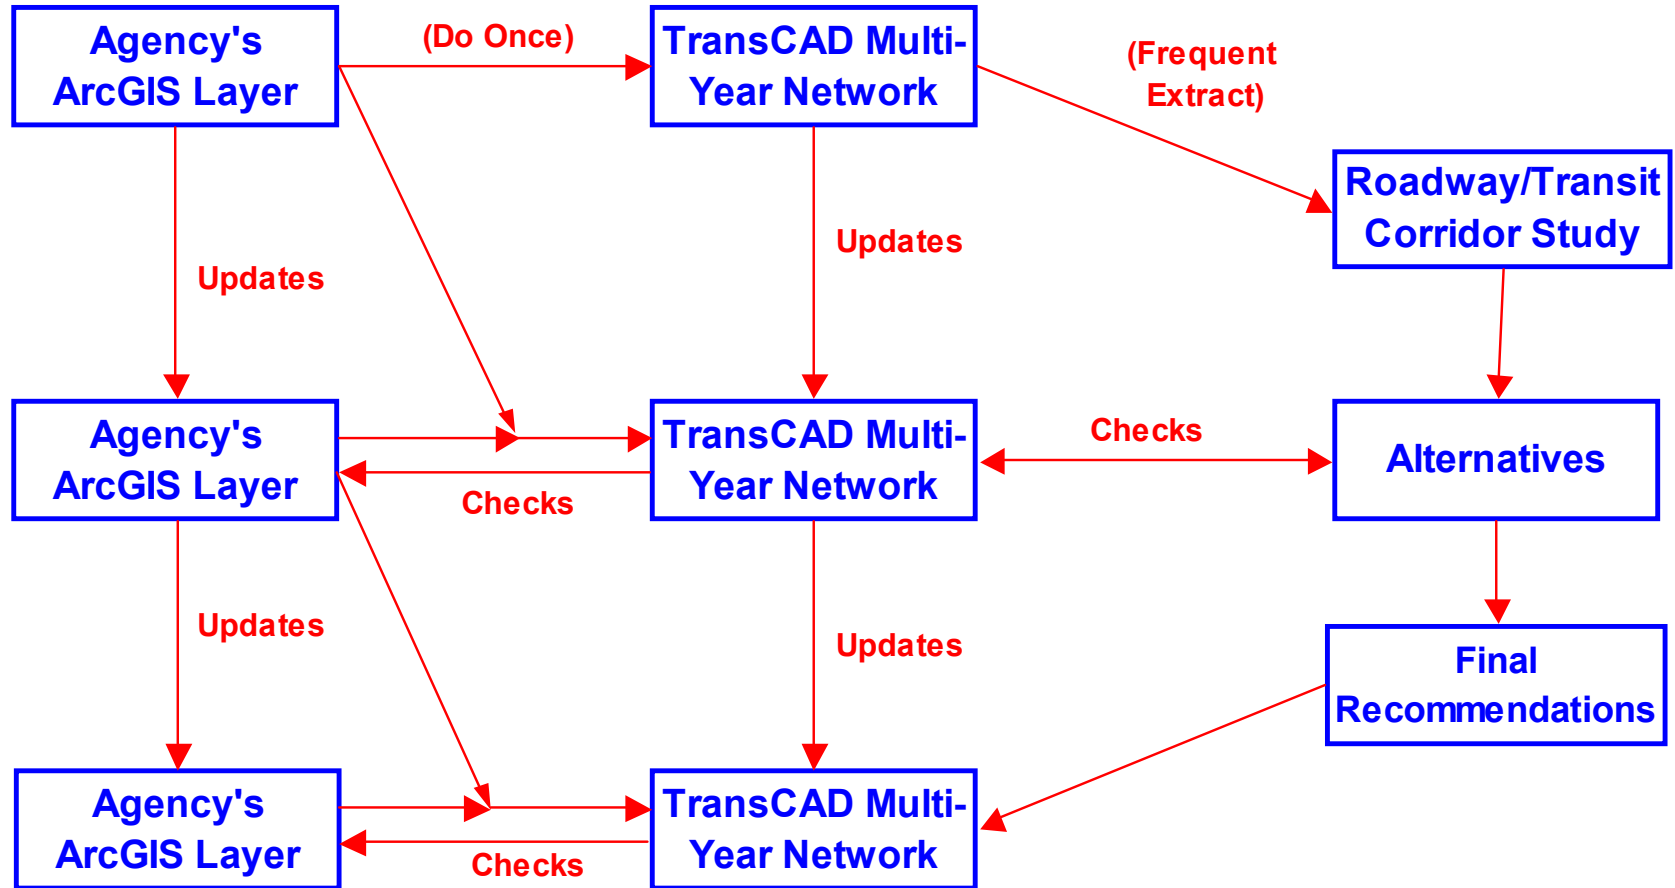 Agency's
ArcGIS Layer
(Do Once)
TransCAD Multi-
Year Network
(Frequent
Extract)
Roadway/Transit
Corridor Study
Updates
Updates
Agency's
ArcGIS Layer
Checks
TransCAD Multi-
Year Network
Checks
Alternatives
Updates
Updates
Final
Recommendations
Agency's
ArcGIS Layer
Checks
TransCAD Multi-
Year Network